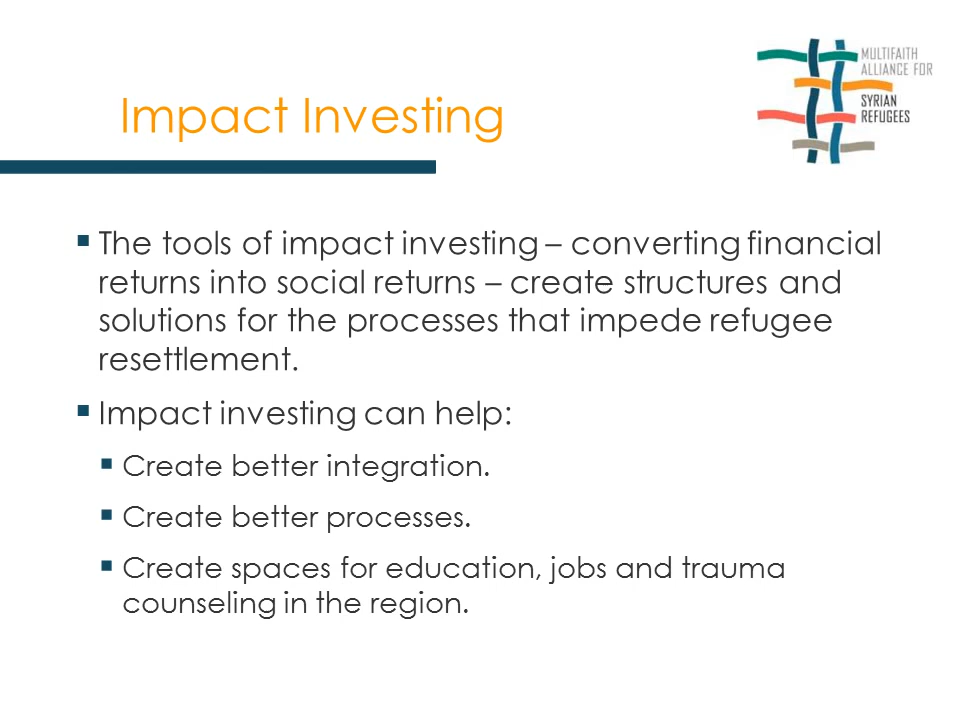 MULTIFAITH
ALLIANCE FOR
SYRIAN
REFUGEES
Impact Investing
▪ The tools of impact investing – converting financial
returns into social returns – create structures and
solutions for the processes that impede refugee
resettlement.
▪ Impact investing can help:
▪ Create better integration.
▪ Create better processes.
▪ Create spaces for education, jobs and trauma
counseling in the region.